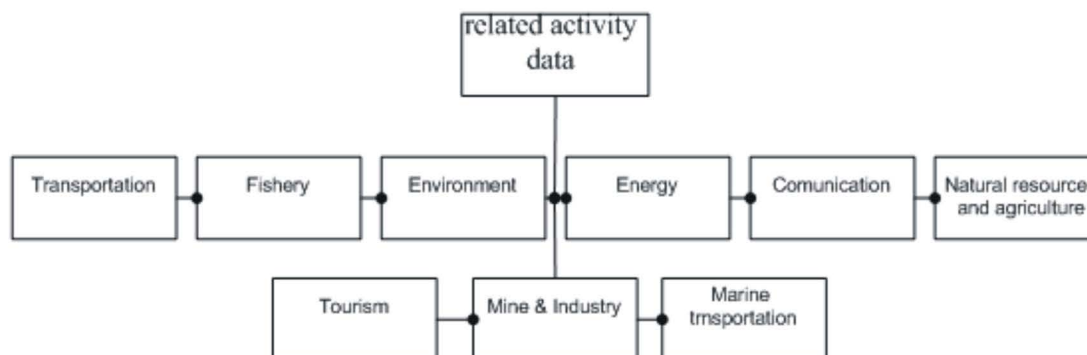 related activity
data
Transportation
Fishery
Environment
Energy
Comunication
Natural resource
and agriculture
Tourism
Mine & Industry
Marine
trnsportation